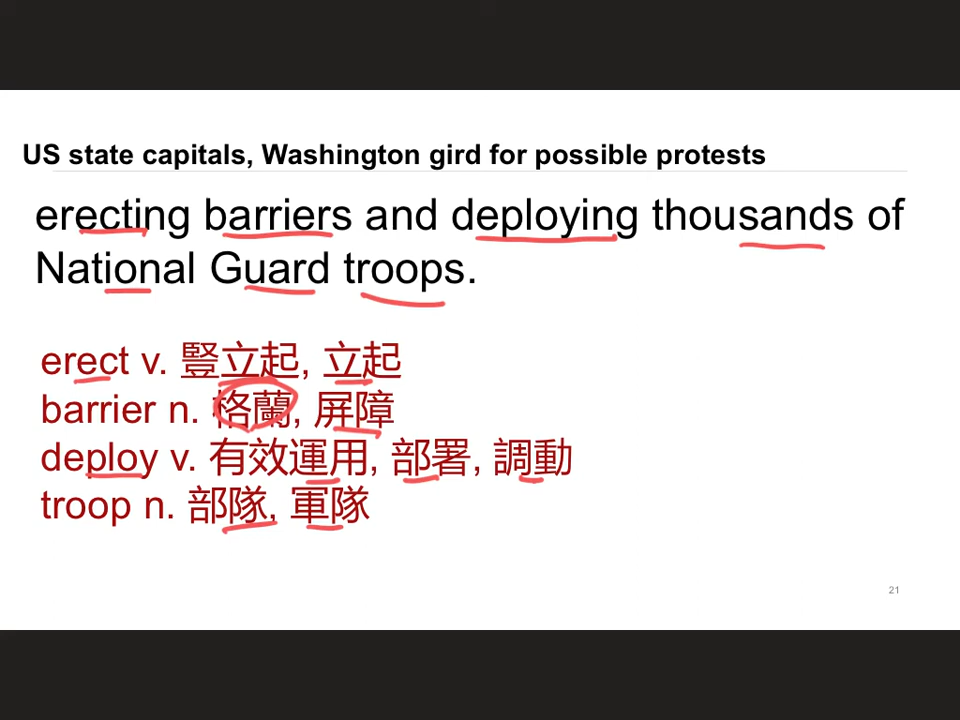 US state capitals, Washington gird for possible protests
erecting barriers and deploying thousands of
National Guard troops.
erect v. 豎立起, 立起
barrier n. 格蘭, 屏障
deploy v. 有效運用, 部署, 調動
troop n. 部隊, 軍隊
21